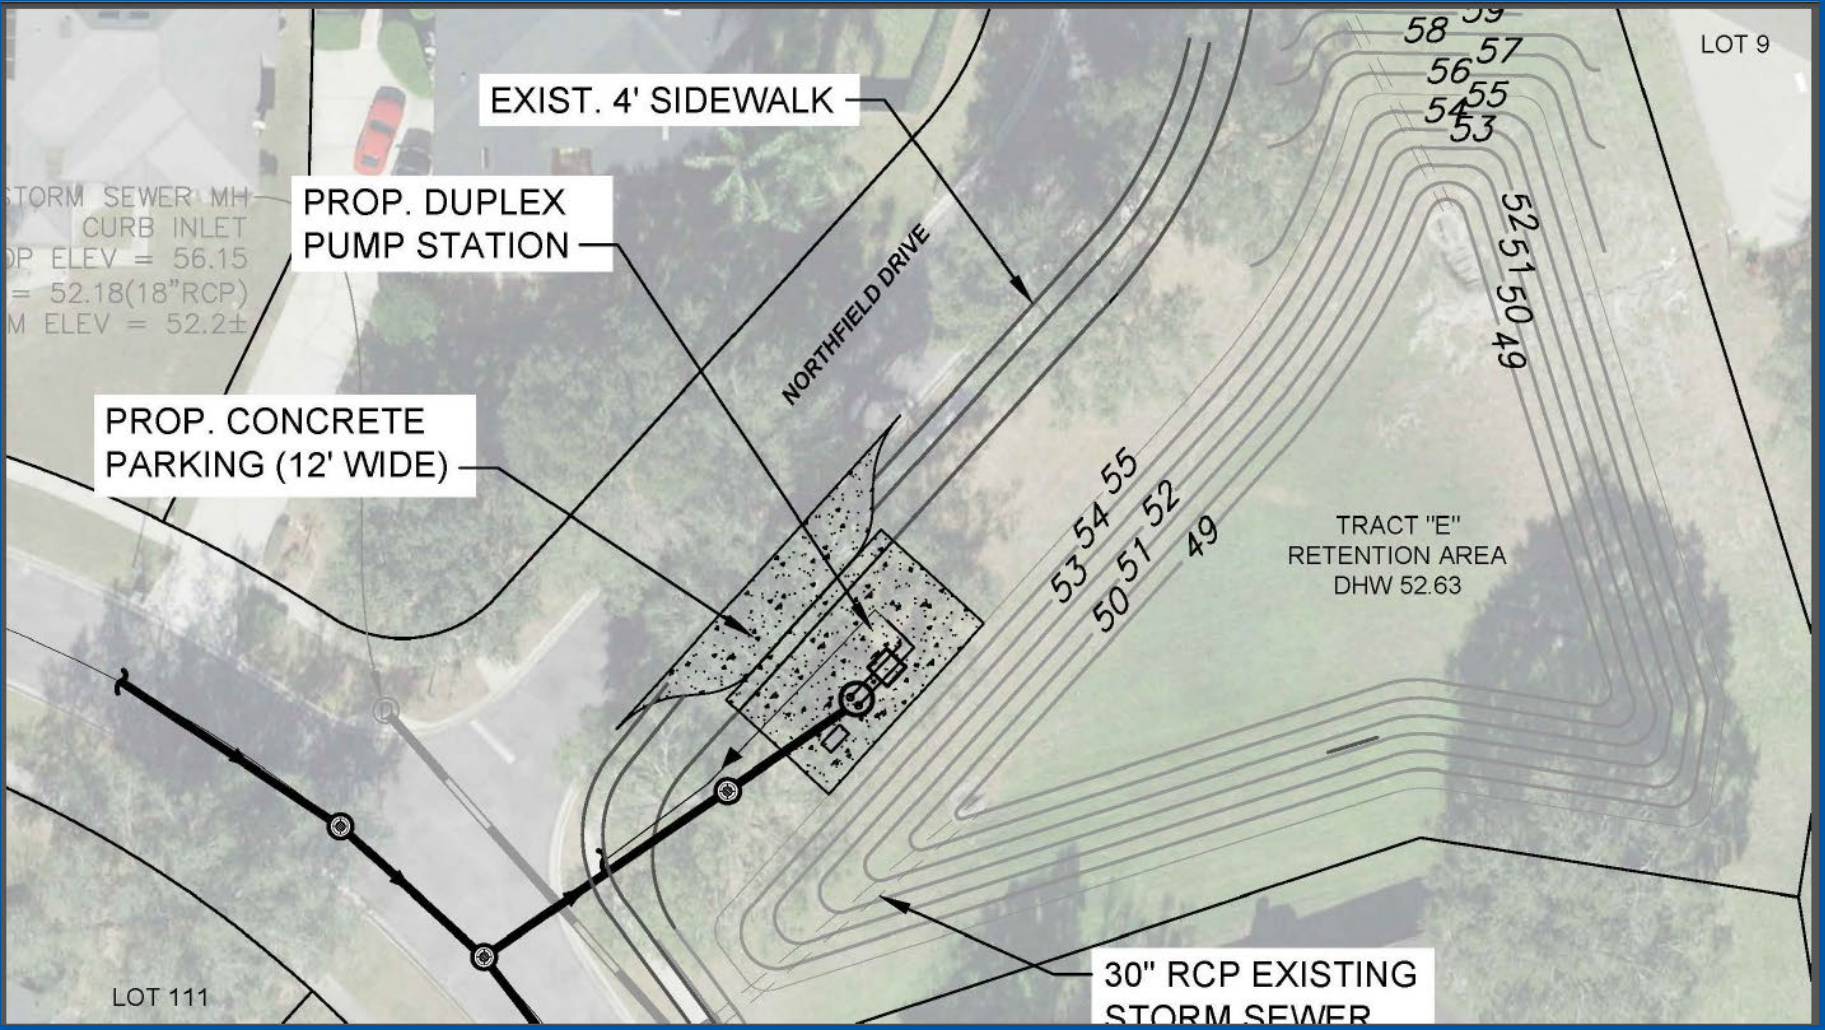 59
58
57
56
55
54
53
LOT 9
EXIST. 4' SIDEWALK
STORM SEWER MH
CURB INLET
OP ELEV = 56.15
= 52.18(18"RCP)
M ELEV = 52.2±
PROP. DUPLEX
PUMP STATION
NORTHFIELD DRIVE
52
51
50
49
PROP. CONCRETE
PARKING (12' WIDE)
55
54
53
52
51
50
49
TRACT "E"
RETENTION AREA
DHW 52.63
LOT 111
30" RCP EXISTING
STORM SEWER